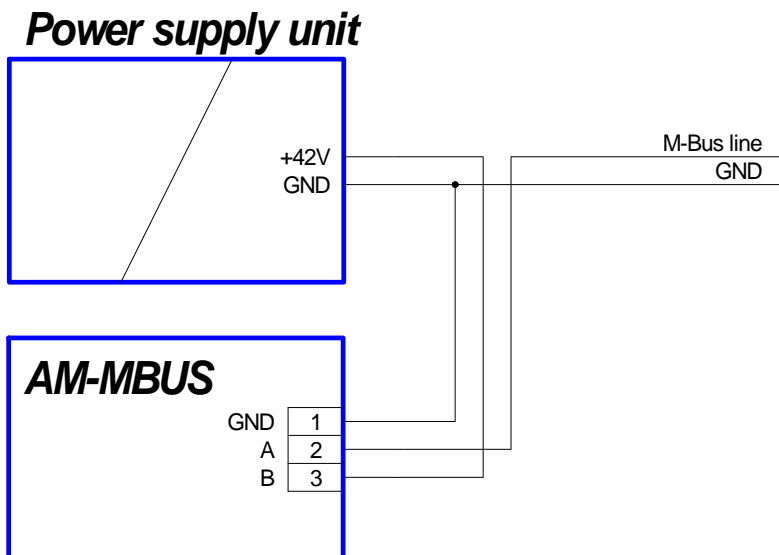 Power supply unit
+42V
GND
M-Bus line
GND
AM-MBUS
GND 1
A 2
B 3